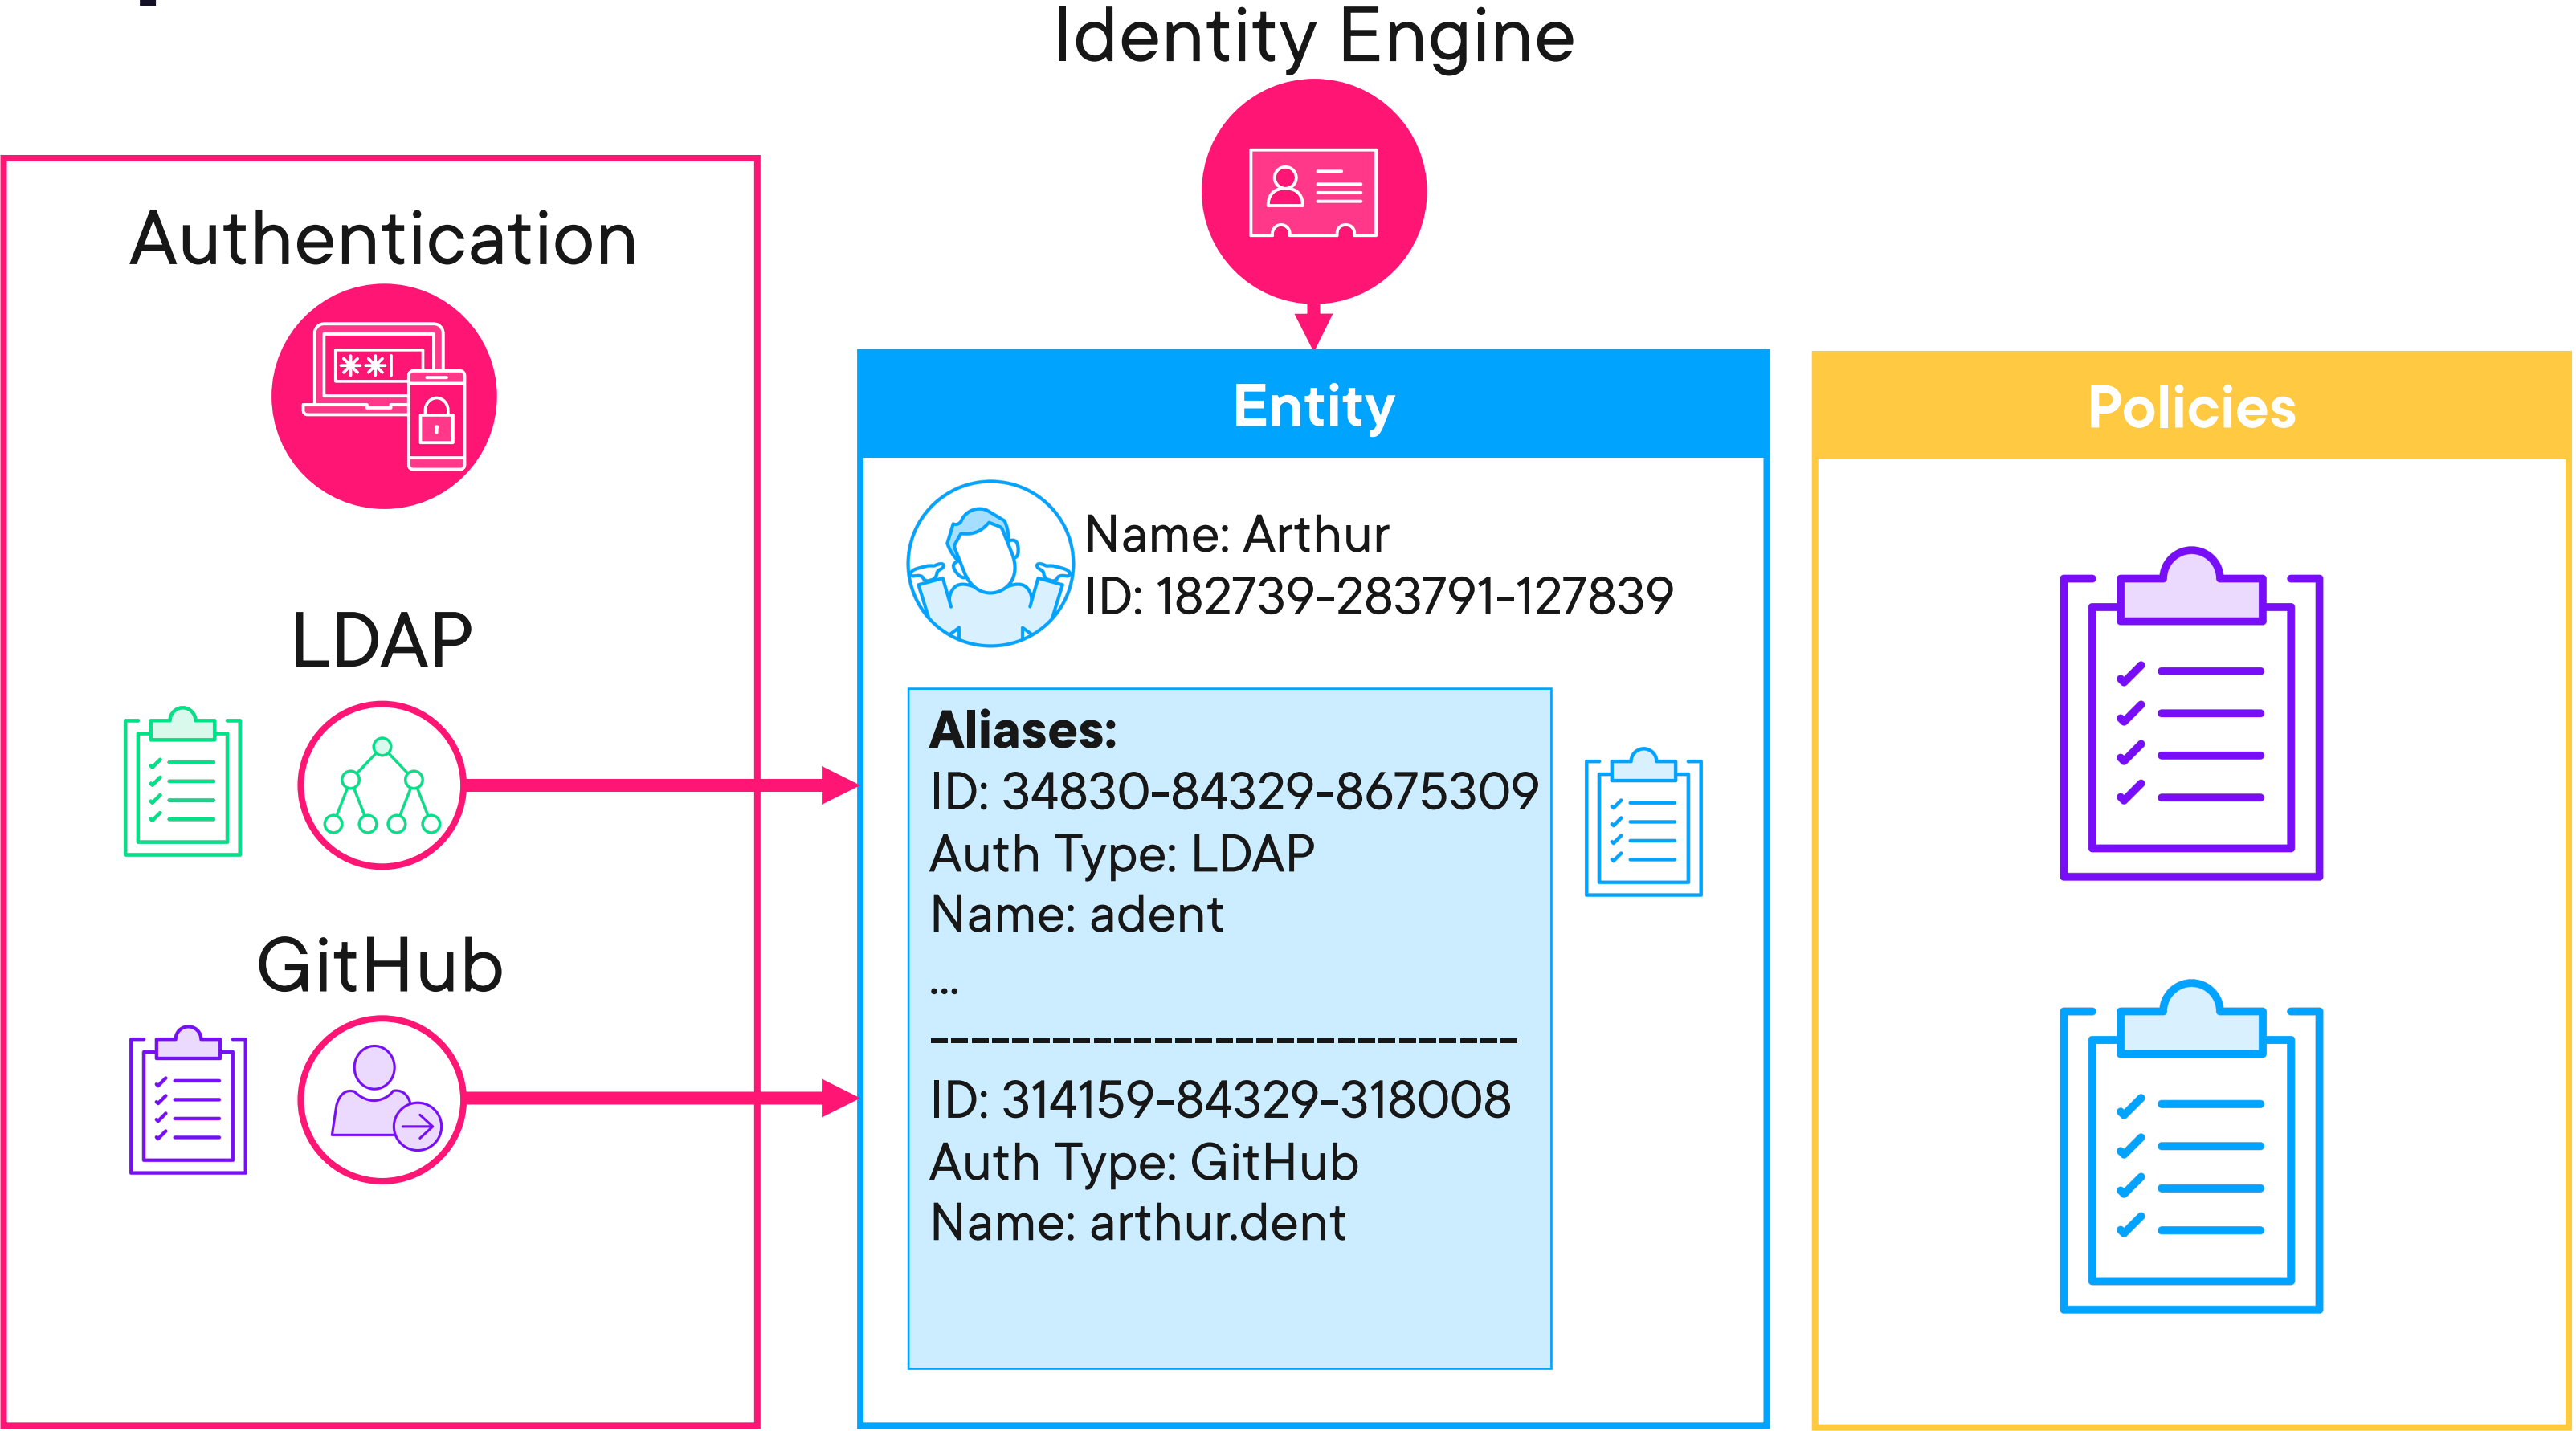 Identity Engine
Authentication
**
LDAP
GitHub
Entity
Name: Arthur
ID: 182739-283791-127839
Aliases:
ID: 34830-84329-8675309
Auth Type: LDAP
Name: adent
...
-----------------------------
ID: 314159-84329-318008
Auth Type: GitHub
Name: arthur.dent
Policies